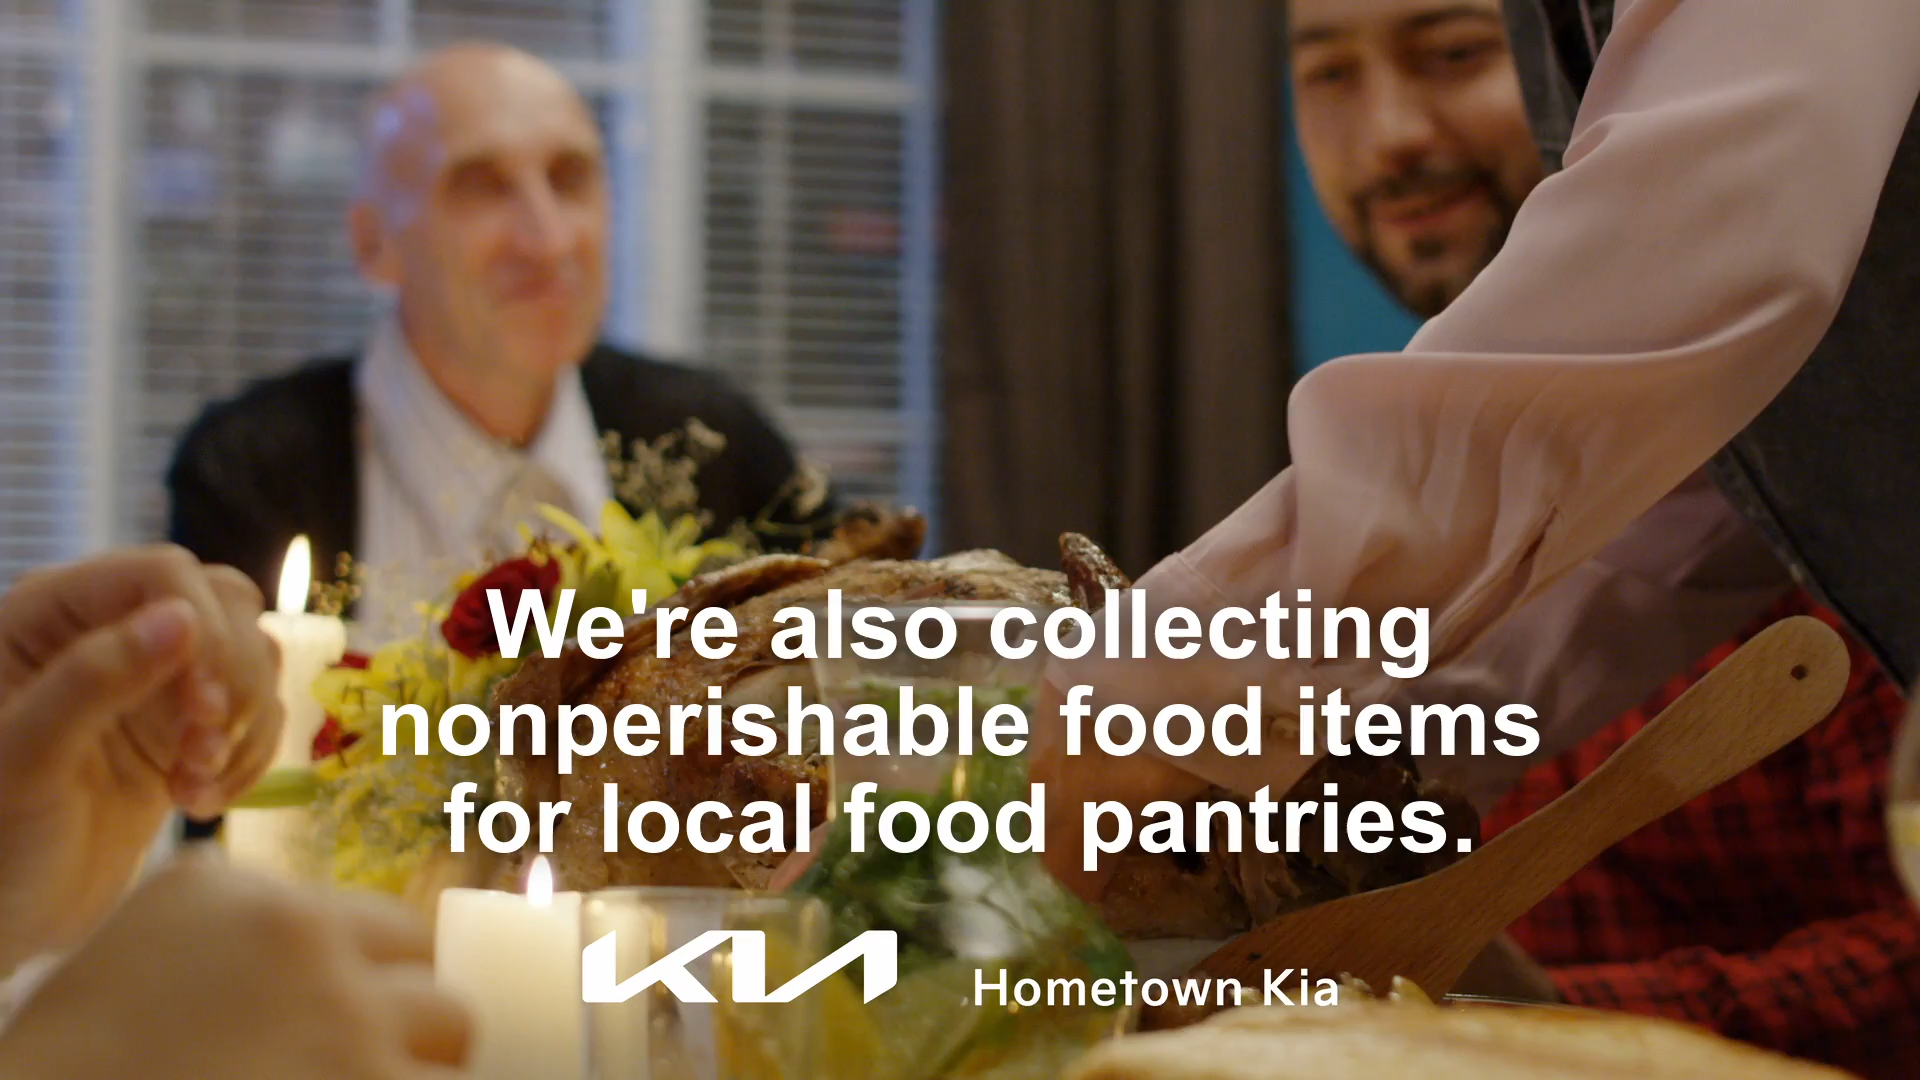 We're also collecting
nonperishable food items
for local food pantries.
KIA Hometown Kia